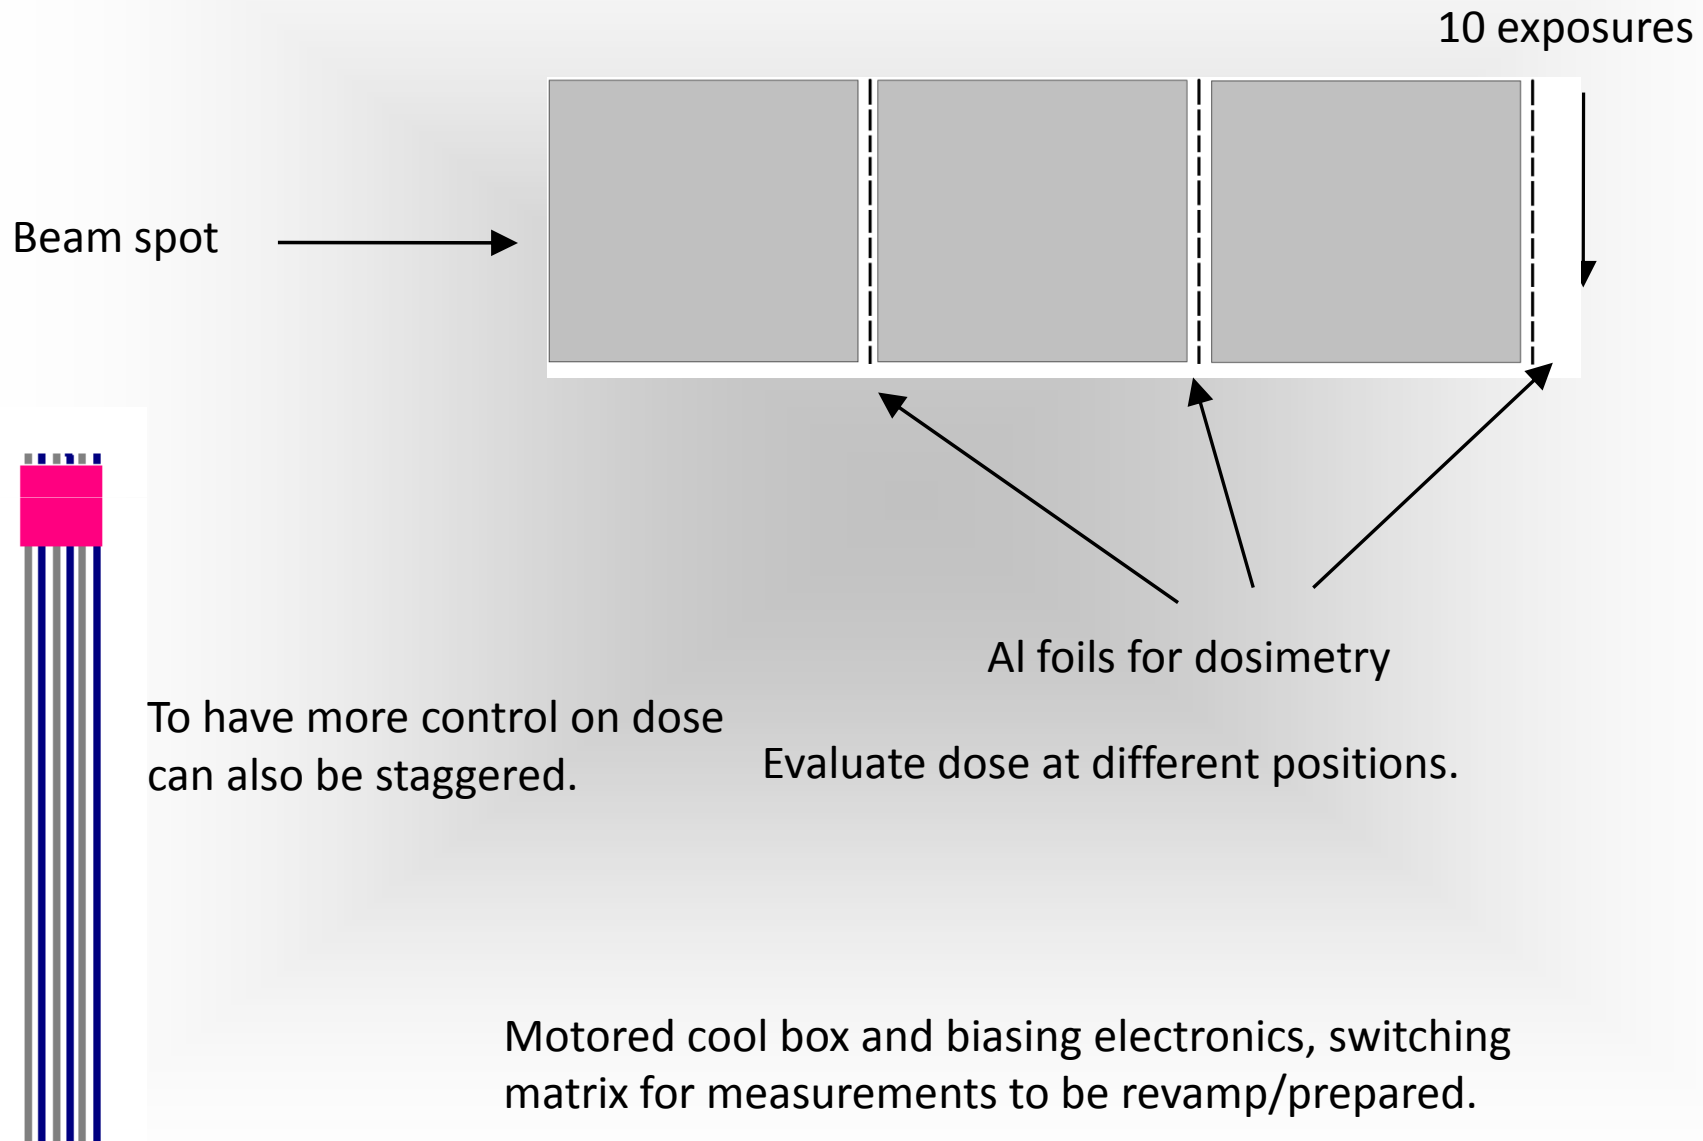 10 exposures
Beam spot
Al foils for dosimetry
To have more control on dose
can also be staggered.
Evaluate dose at different positions.
Motored cool box and biasing electronics, switching
matrix for measurements to be revamp/prepared.